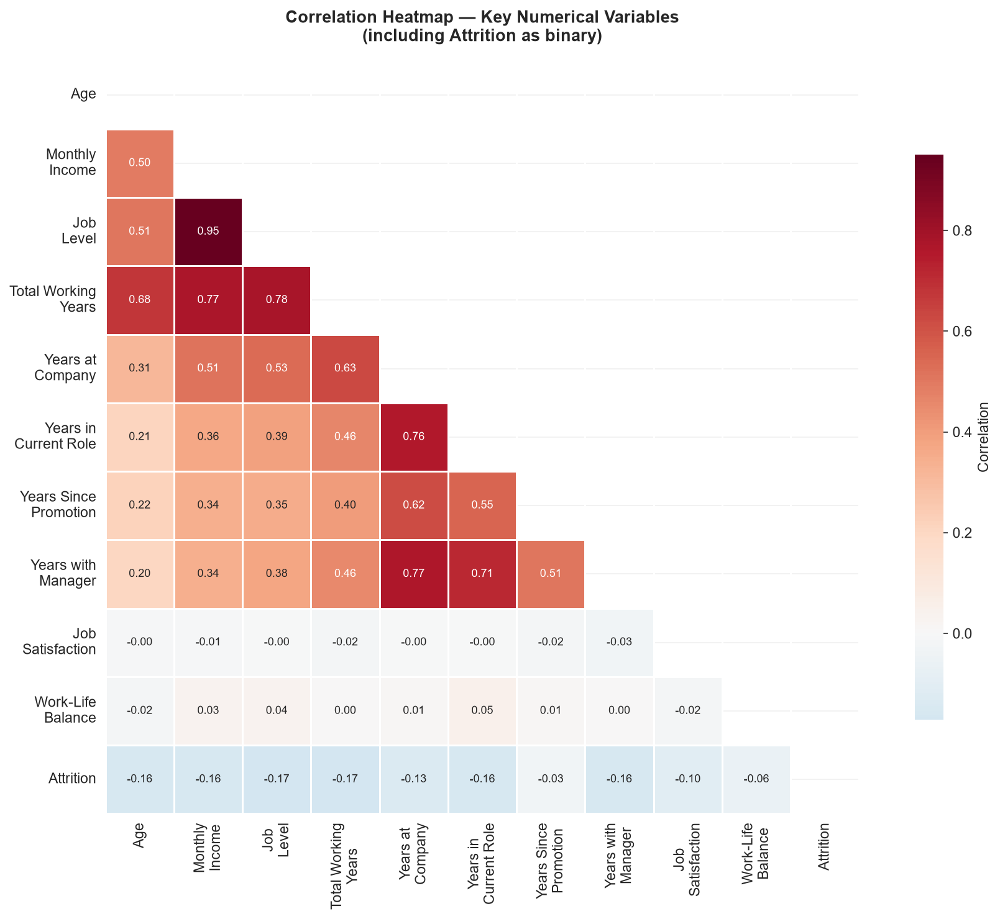 Correlation Heatmap — Key Numerical Variables
(including Attrition as binary)
Age
Monthly
Income
0.50
Job
Level
0.51 0.95
Total Working
Years
0.68 0.77 0.78
Years at
Company
0.31 0.51 0.53 0.63
Years in
Current Role
0.21 0.36 0.39 0.46 0.76
Years Since
Promotion
0.22 0.34 0.35 0.40 0.62 0.55
Years with
Manager
0.20 0.34 0.38 0.46 0.77 0.71 0.51
Job
Satisfaction
-0.00 -0.01 -0.00 -0.02 -0.00 -0.00 -0.02 -0.03
Work-Life
Balance
-0.02 0.03 0.04 0.00 0.01 0.05 0.01 0.00 -0.02
Attrition
-0.16 -0.16 -0.17 -0.17 -0.13 -0.16 -0.03 -0.16 -0.10 -0.06
Age
Monthly
Income
Job
Level
Total Working
Years
Years at
Company
Years in
Current Role
Years Since
Promotion
Years with
Manager
Job
Satisfaction
Work-Life
Balance
Attrition
0.8
0.6
0.4
0.2
0.0
Correlation